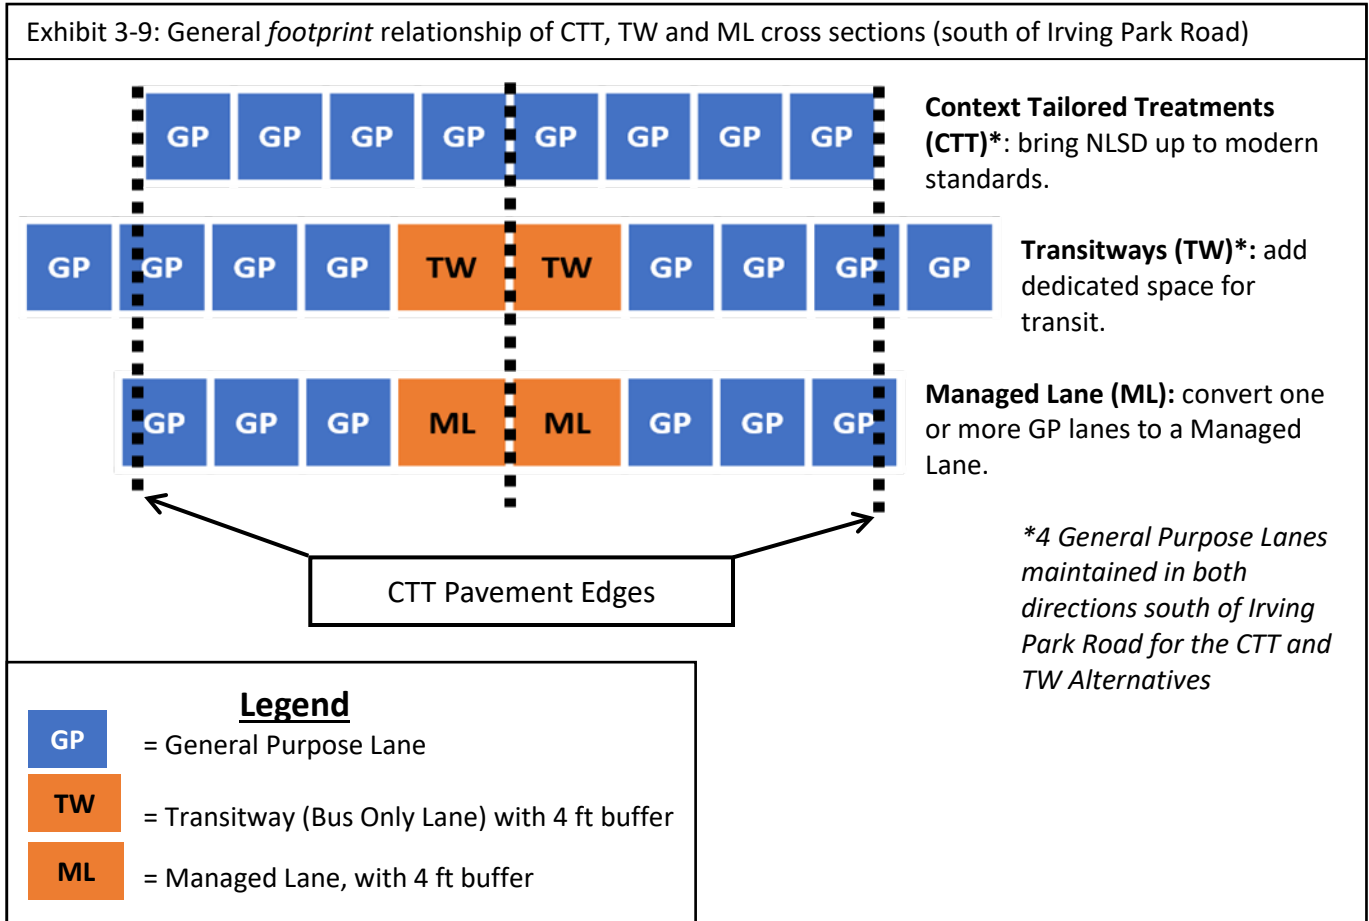 Exhibit 3-9: General footprint relationship of CTT, TW and ML cross sections (south of Irving Park Road)
GP GP GP GP GP GP GP GP
Context Tailored Treatments
(CTT)*: bring NLSD up to modern
standards.
GP GP GP GP TW TW GP GP GP GP
Transitways (TW)*: add
dedicated space for
transit.
GP GP GP ML ML GP GP GP
Managed Lane (ML): convert one
or more GP lanes to a Managed
Lane.
CTT Pavement Edges
*4 General Purpose Lanes
maintained in both
directions south of Irving
Park Road for the CTT and
TW Alternatives
Legend
GP = General Purpose Lane
TW = Transitway (Bus Only Lane) with 4 ft buffer
ML = Managed Lane, with 4 ft buffer